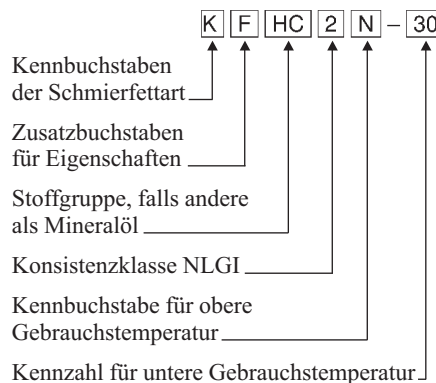 K F HC 2 N – 30
Kennbuchstaben
der Schmierfettart
Zusatzbuchstaben
für Eigenschaften
Stoffgruppe, falls andere
als Mineralöl
Konsistenzklasse NLGI
Kennbuchstabe für obere
Gebrauchstemperatur
Kennzahl für untere Gebrauchstemperatur